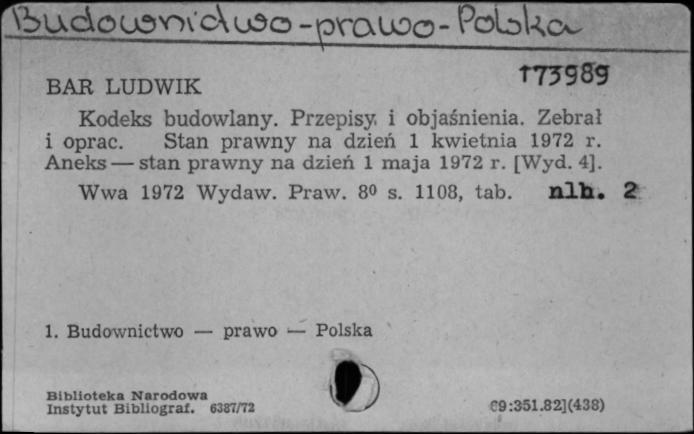 Budownictwo-prawo-Polska
173989
BAR LUDWIK
Kodeks budowlany. Przepisy i objaśnienia. Zebrał
i oprac. Stan prawny na dzień 1 kwietnia 1972 r.
Aneks — stan prawny na dzień 1 maja 1972 r. [Wyd. 4].
Wwa 1972 Wydaw. Praw. 8⁰ s. 1108, tab. nlb. 2
1. Budownictwo — prawo — Polska
Biblioteka Narodowa
Instytut Bibliograf. 6387/72
69:351.82](438)